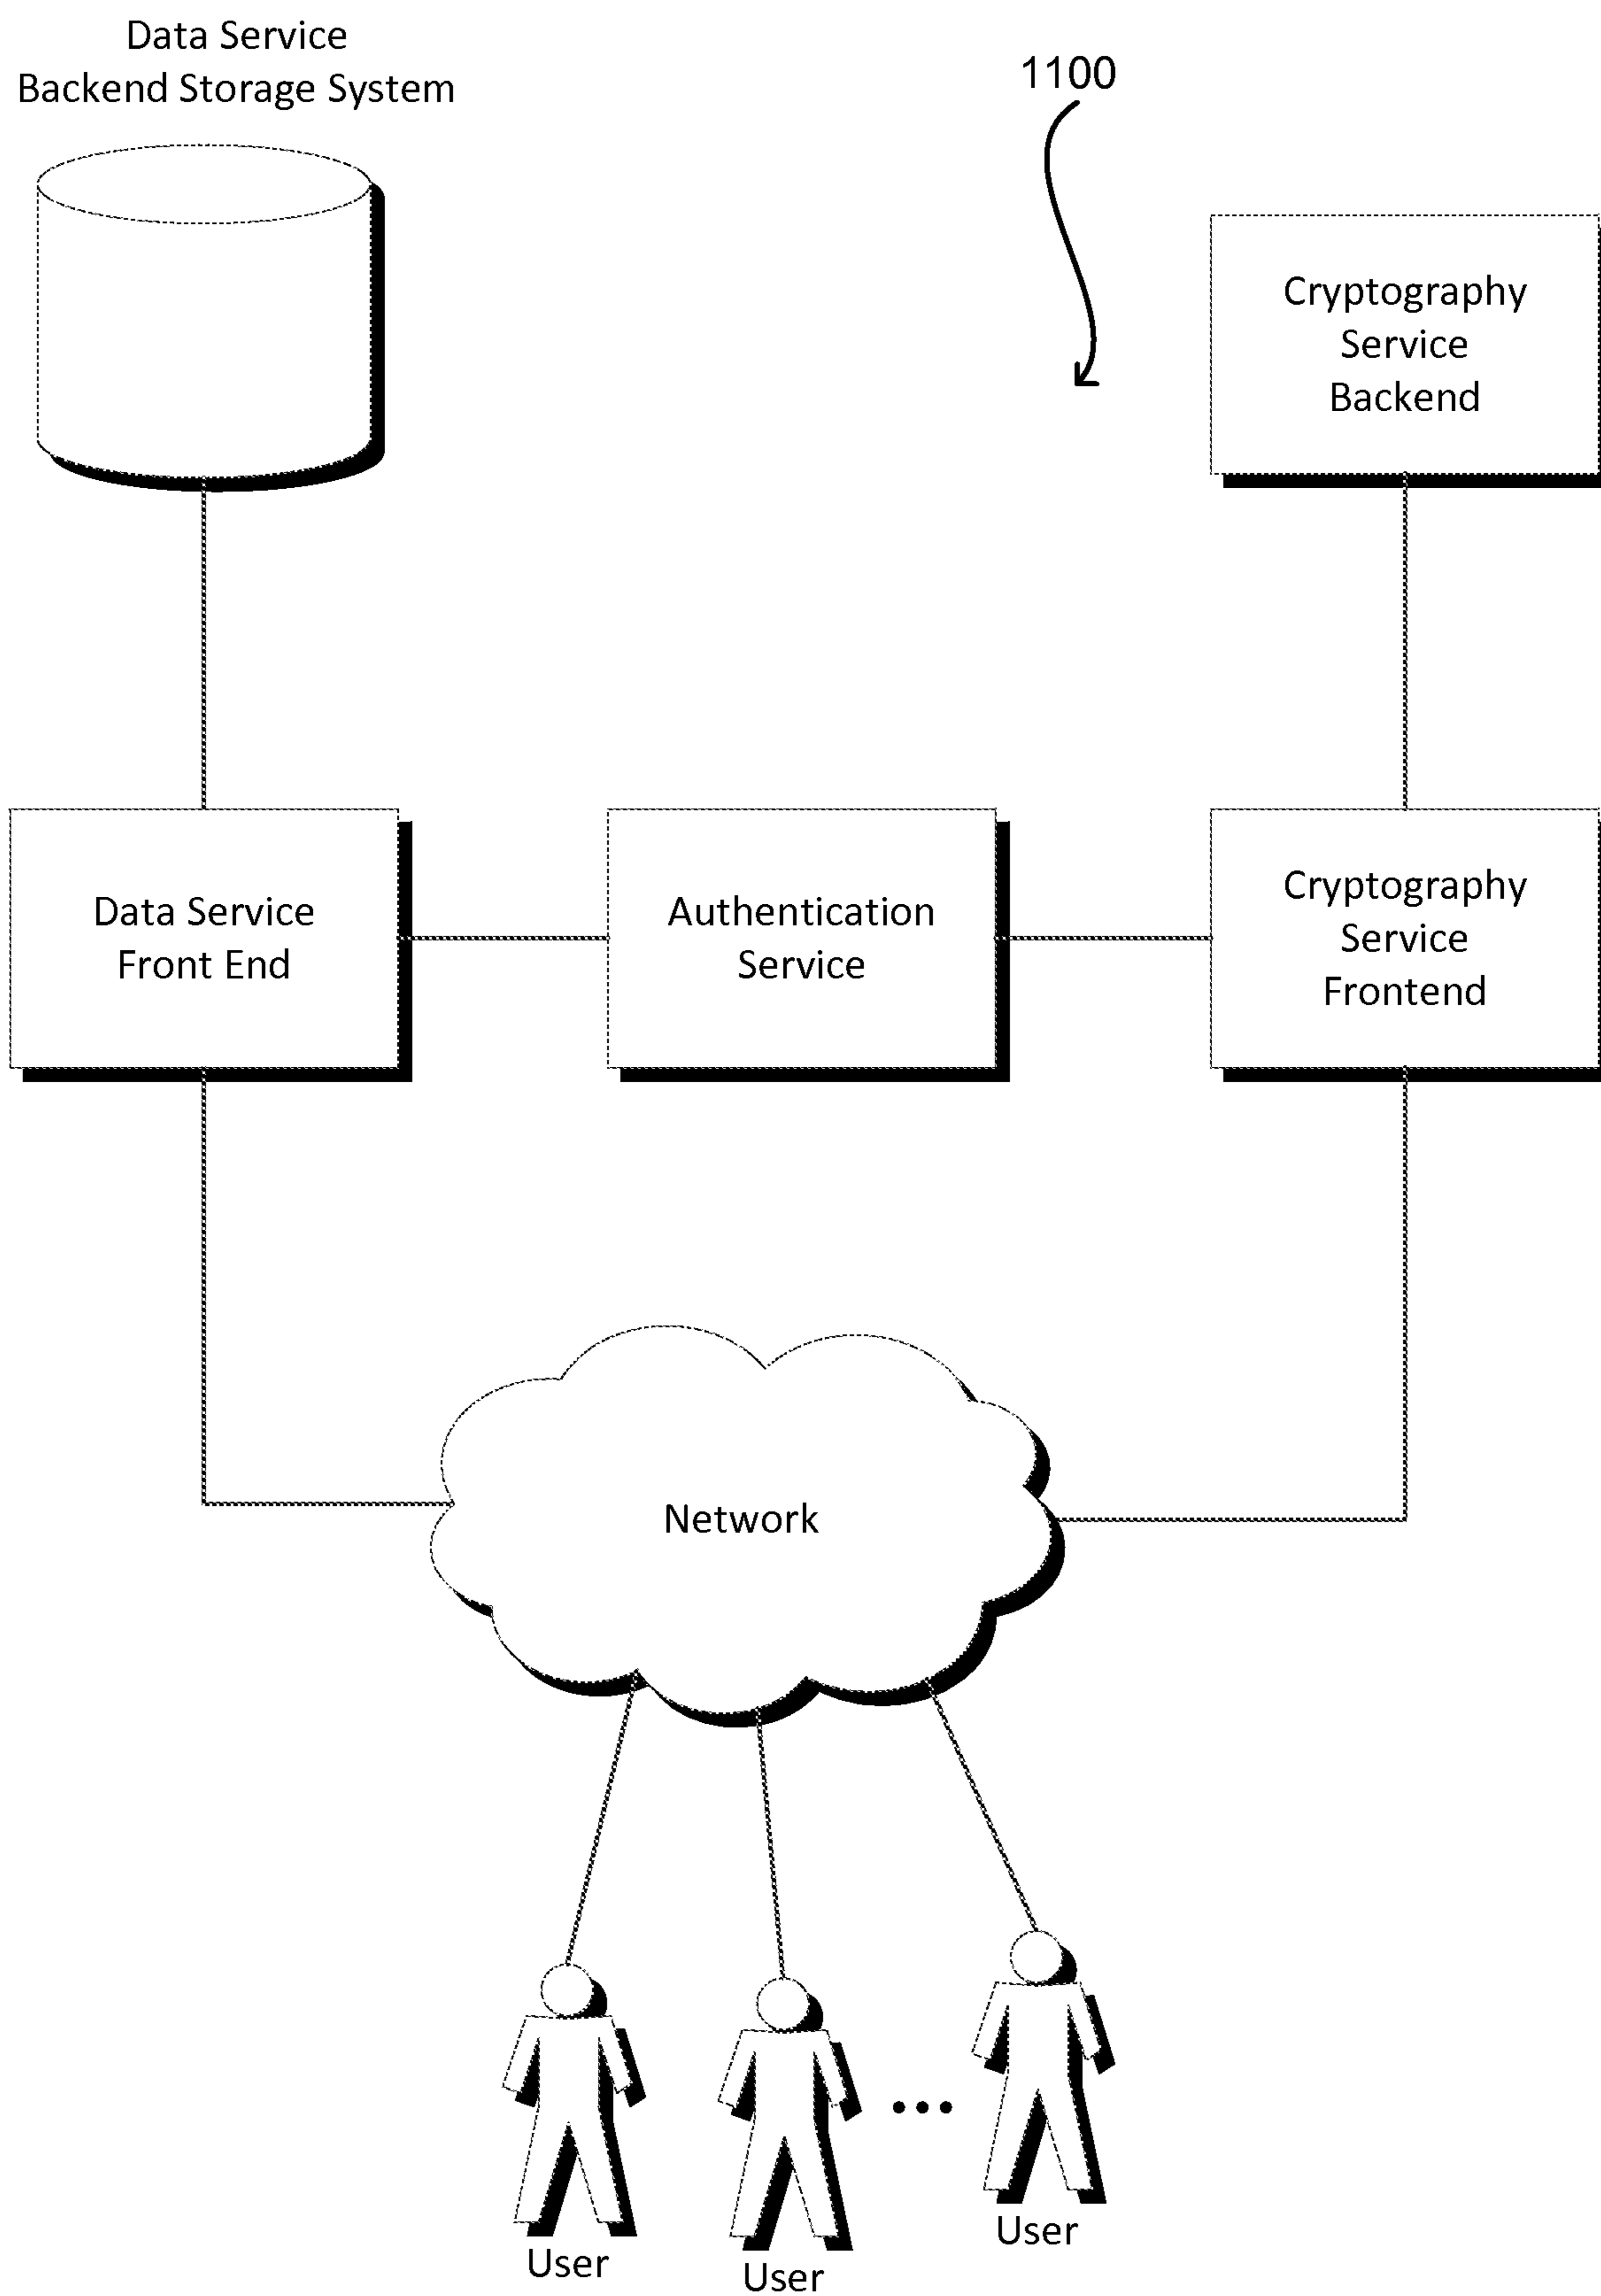 Data Service
Backend Storage System
1100
Cryptography
Service
Backend
Data Service
Front End
Authentication
Service
Cryptography
Service
Frontend
Network
User
User
User